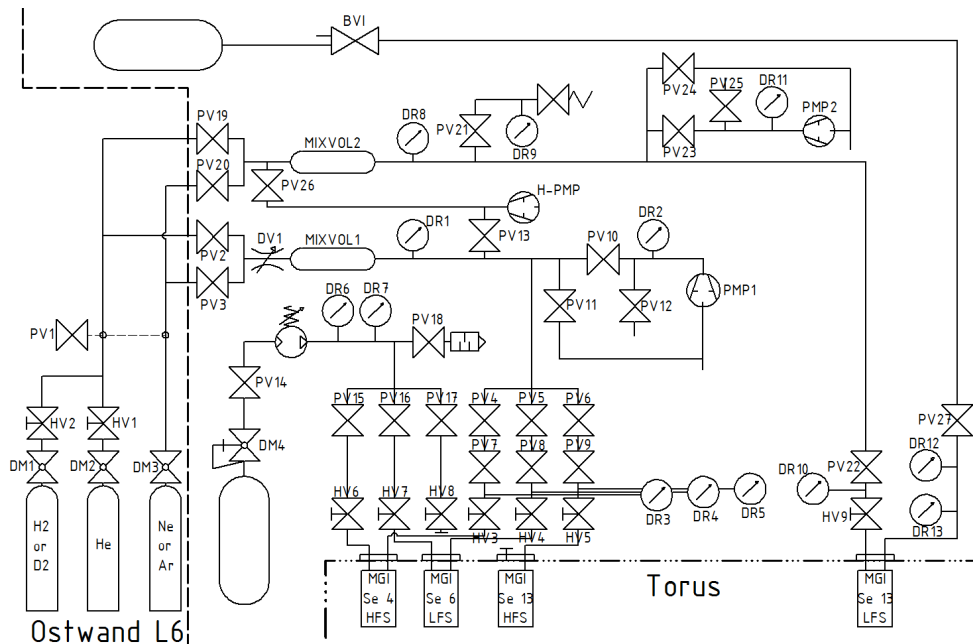 BVI
PV24
PV25
DR11
PMP2
PV19
DR8
PV21
DR9
PV23
MIXVOL2
PV20
PV26
H-PMP
DV1
MIXVOL1
DR1
PV13
PV10
DR2
PV2
PV3
PV11
PV12
PMP1
DR6
DR7
PV18
PV1
PV14
PV15
PV16
PV17
PV4
PV5
PV6
PV27
HV2
HV1
DM4
PV7
PV8
PV9
DR12
DM1
DM2
DM3
DR10
PV22
HV6
HV7
HV8
DR3
DR4
DR5
HV9
DR13
HV3
HV4
HV5
H2
or
D2
He
Ne
or
Ar
MGI
Se 4
HFS
MGI
Se 6
LFS
MGI
Se 13
HFS
Torus
MGI
Se 13
LFS
Ostwand L6